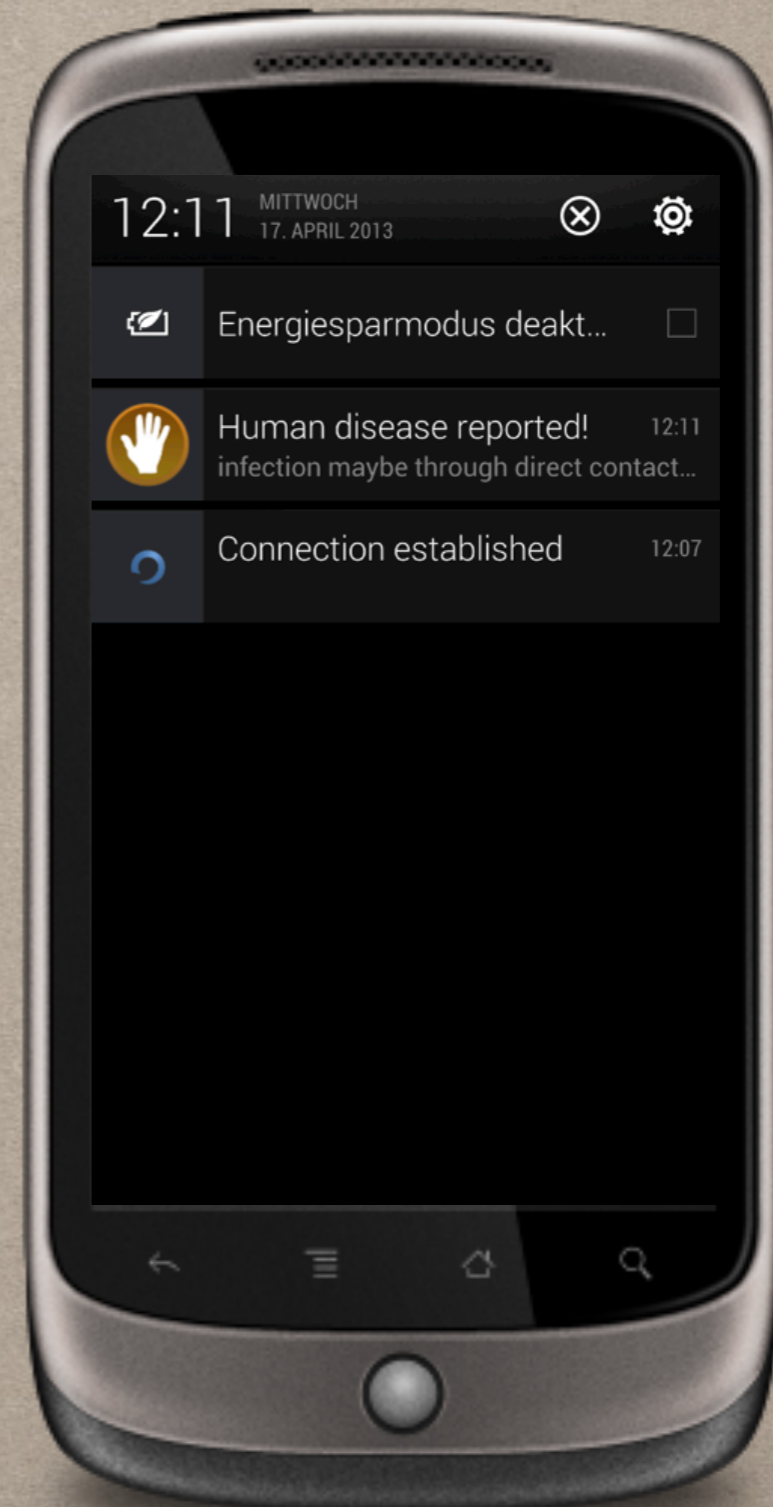 12:11
MITTWOCH
17. APRIL 2013
Energiesparmodus deakt...
Human disease reported!
12:11
infection maybe through direct contact...
Connection established
12:07